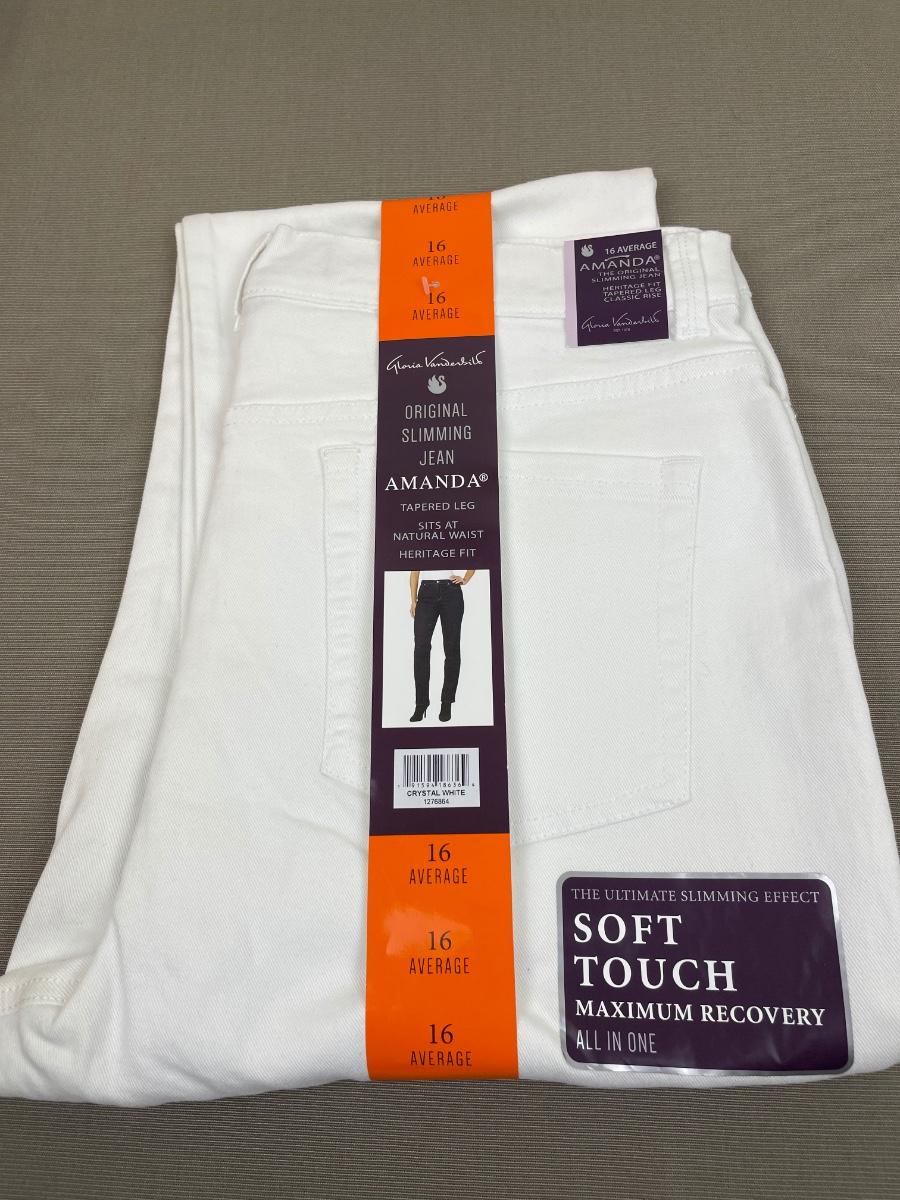 AVERAGE
16
AVERAGE
16
AVERAGE
16 AVERAGE
AMANDA®
THE ORIGINAL
SLIMMING JEAN
HERITAGE FIT
TAPERED LEG
CLASSIC RISE
Gloria Vanderbilt
Gloria Vanderbilt
ORIGINAL
SLIMMING
JEAN
AMANDA®
TAPERED LEG
SITS AT
NATURAL WAIST
HERITAGE FIT
91594 18636
CRYSTAL WHITE
1276864
16
AVERAGE
16
AVERAGE
16
AVERAGE
THE ULTIMATE SLIMMING EFFECT
SOFT
TOUCH
MAXIMUM RECOVERY
ALL IN ONE